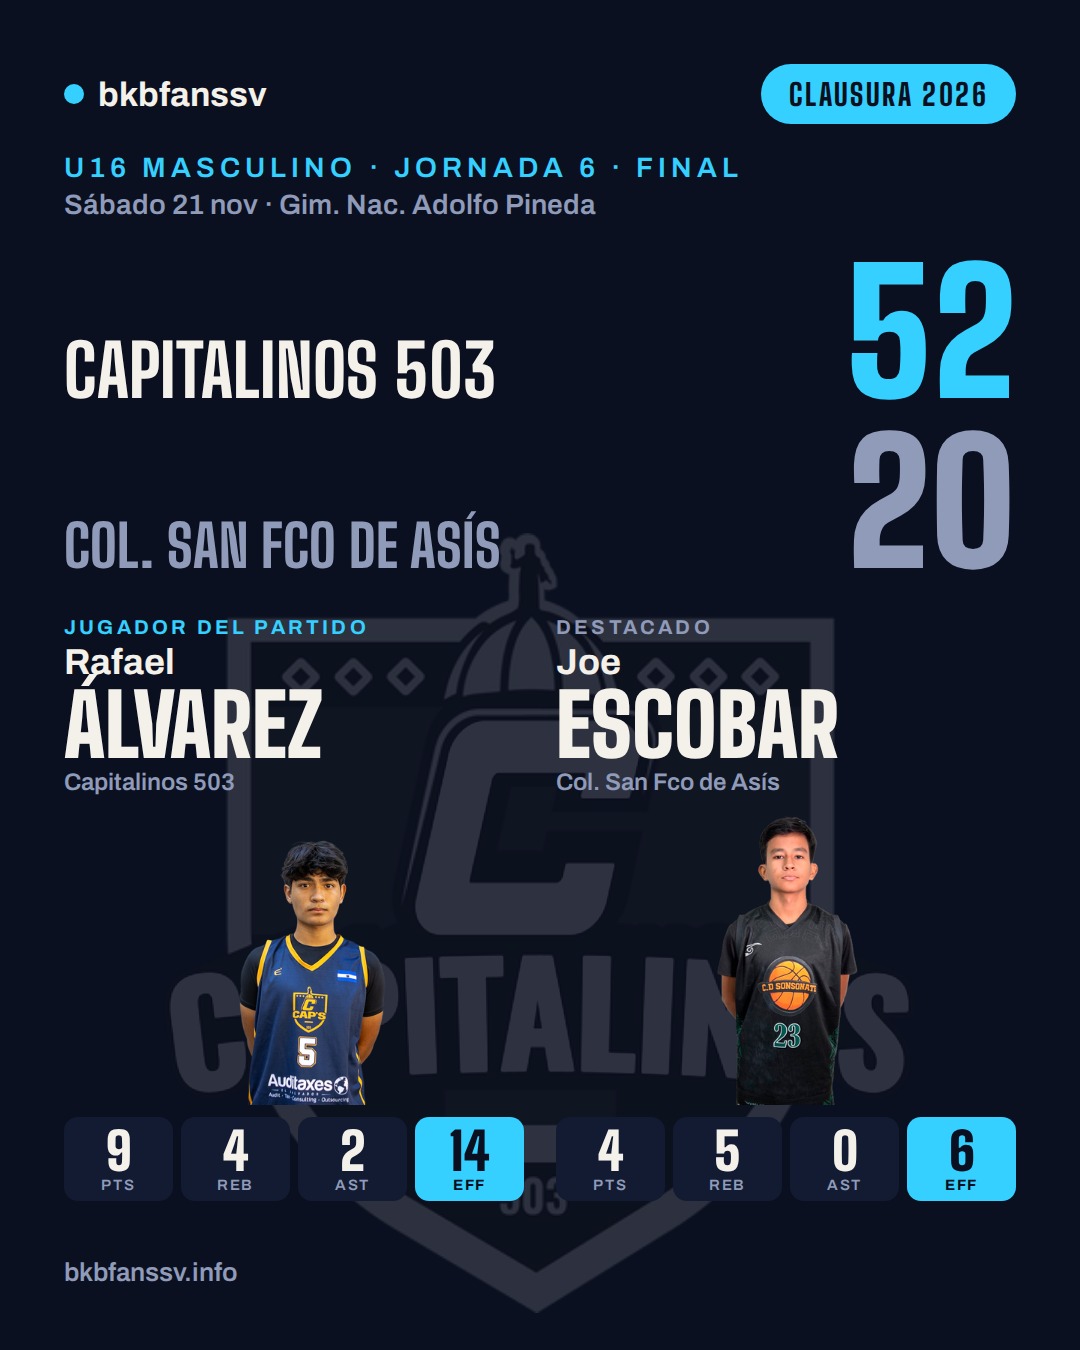 bkbfanssv
CLAUSURA 2026
U16 MASCULINO · JORNADA 6 · FINAL
Sábado 21 nov · Gim. Nac. Adolfo Pineda
CAPITALINOS 503
52
COL. SAN FCO DE ASÍS
20
JUGADOR DEL PARTIDO
Rafael
ÁLVAREZ
Capitalinos 503
DESTACADO
Joe
ESCOBAR
Col. San Fco de Asís
C
CAPITALINOS
503
C
CAP'S
5
Auditaxes
C.D SONSONATE
23
9
PTS
4
REB
2
AST
14
EFF
4
PTS
5
REB
0
AST
6
EFF
bkbfanssv.info